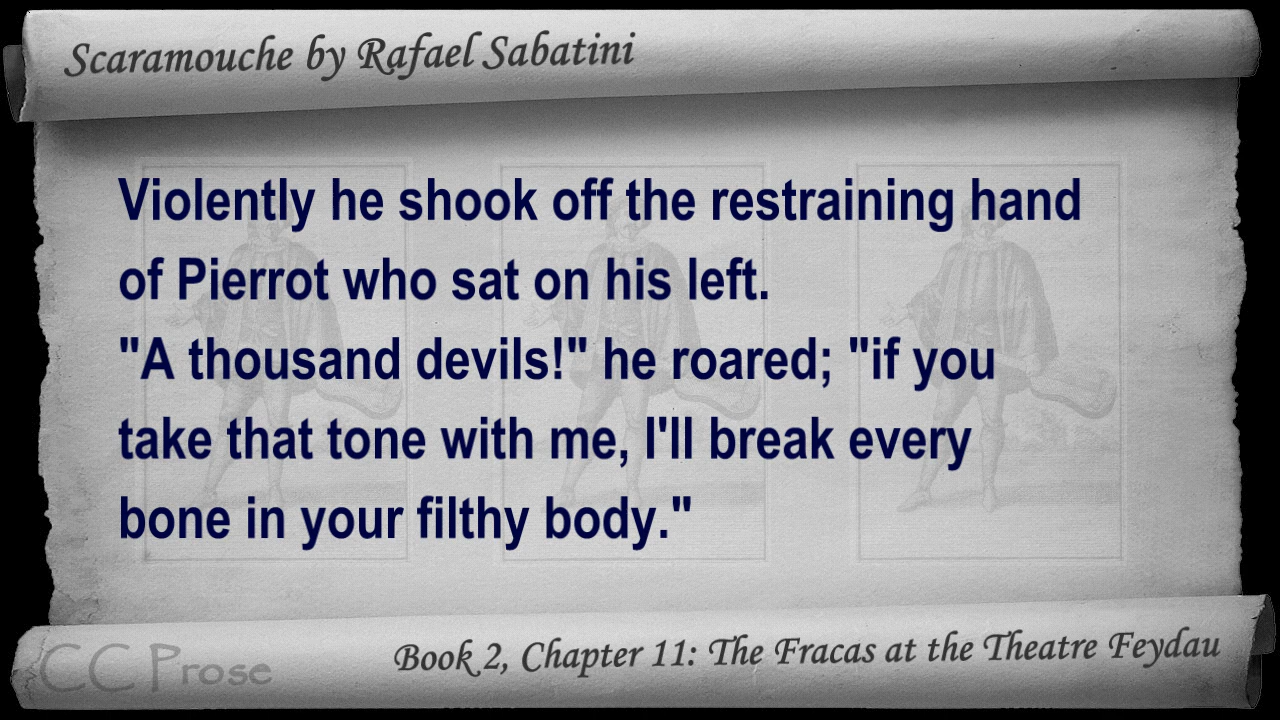 Scaramouche by Rafael Sabatini
Violently he shook off the restraining hand
of Pierrot who sat on his left.
"A thousand devils!" he roared; "if you
take that tone with me, I'll break every
bone in your filthy body."
CC Prose
Book 2, Chapter 11: The Fracas at the Theatre Feydau